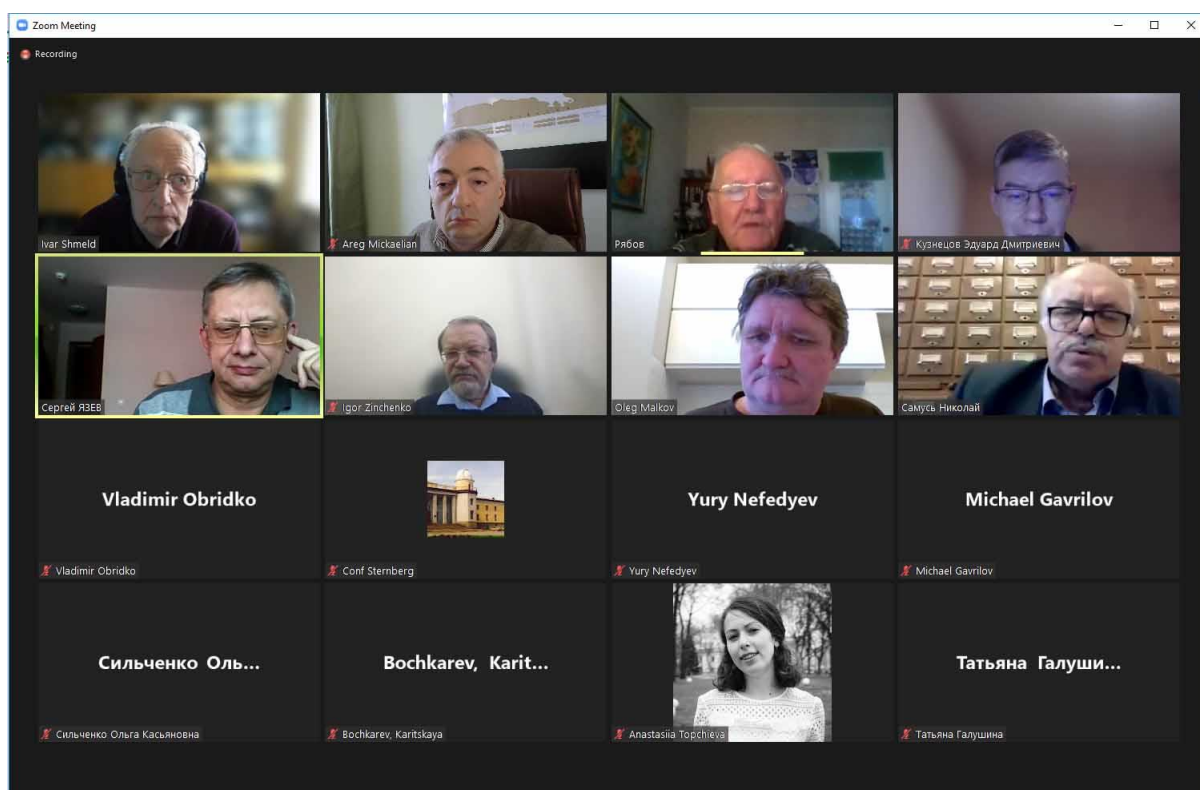 Zoom Meeting
Recording
Ivar Shmeld
Areg Mickaelian
Рябов
Кузнецов Эдуард Дмитриевич
Сергей ЯЗЕВ
Igor Zinchenko
Oleg Malkov
Самусь Николай
Vladimir Obridko
Yury Nefedyev
Michael Gavrilov
Vladimir Obridko
Conf Sternberg
Yury Nefedyev
Michael Gavrilov
Сильченко Оль...
Bochkarev, Karit...
Татьяна Галуши...
Сильченко Ольга Касьяновна
Bochkarev, Karitskaya
Anastasiia Topchieva
Татьяна Галушина